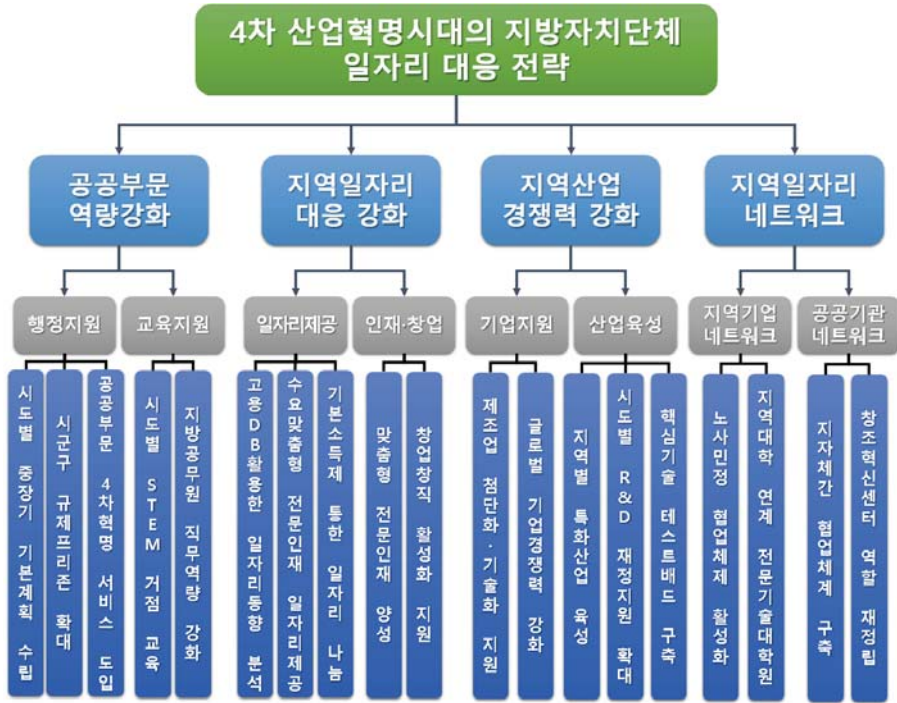 4차 산업혁명시대의 지방자치단체
일자리 대응 전략
공공부문
역량강화
지역일자리
대응 강화
지역산업
경쟁력 강화
지역일자리
네트워크
행정지원
교육지원
일자리제공
인재·창업
기업지원
산업육성
지역기업
네트워크
공공기관
네트워크
시도별 중장기 기본계획 수립
시군구 규제프리존 확대
공공부문 4차혁명 서비스 도입
시도별 STEM 거점 교육
지방공무원 직무역량 강화
고용DB활용한 일자리동향 분석
수요맞춤형 전문인재 일자리제공
기본소득제 통한 일자리 나눔
맞춤형 전문인재 양성
창업창직 활성화 지원
제조업 첨단화·기술화 지원
글로벌 기업경쟁력 강화
지역별 특화산업 육성
시도별 R&D 재정지원 확대
핵심기술 테스트배드 구축
노사민정 협업체제 활성화
지역대학 연계 전문기술대학원
지자체간 협업체계 구축
창조혁신센터 역할 재정립